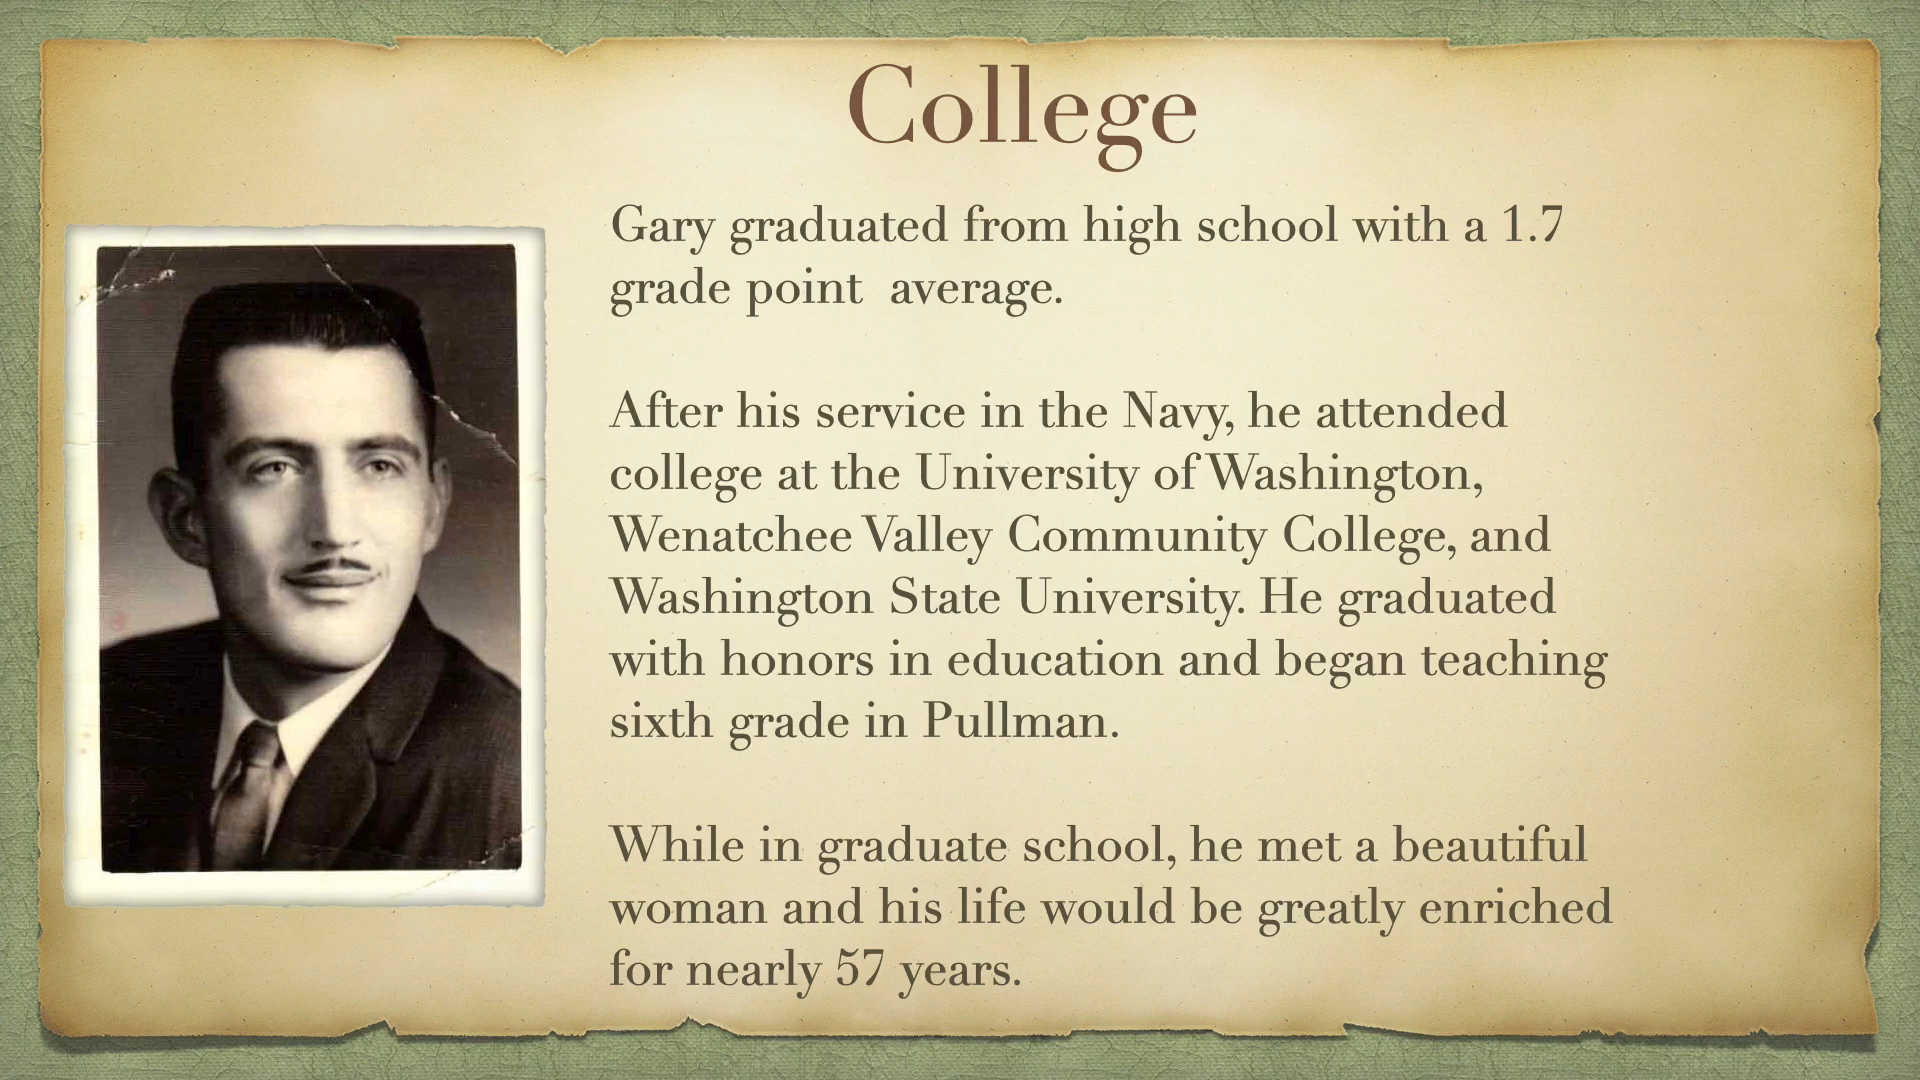 College
Gary graduated from high school with a 1.7
grade point  average.
After his service in the Navy, he attended
college at the University of Washington,
Wenatchee Valley Community College, and
Washington State University. He graduated
with honors in education and began teaching
sixth grade in Pullman.
While in graduate school, he met a beautiful
woman and his life would be greatly enriched
for nearly 57 years.